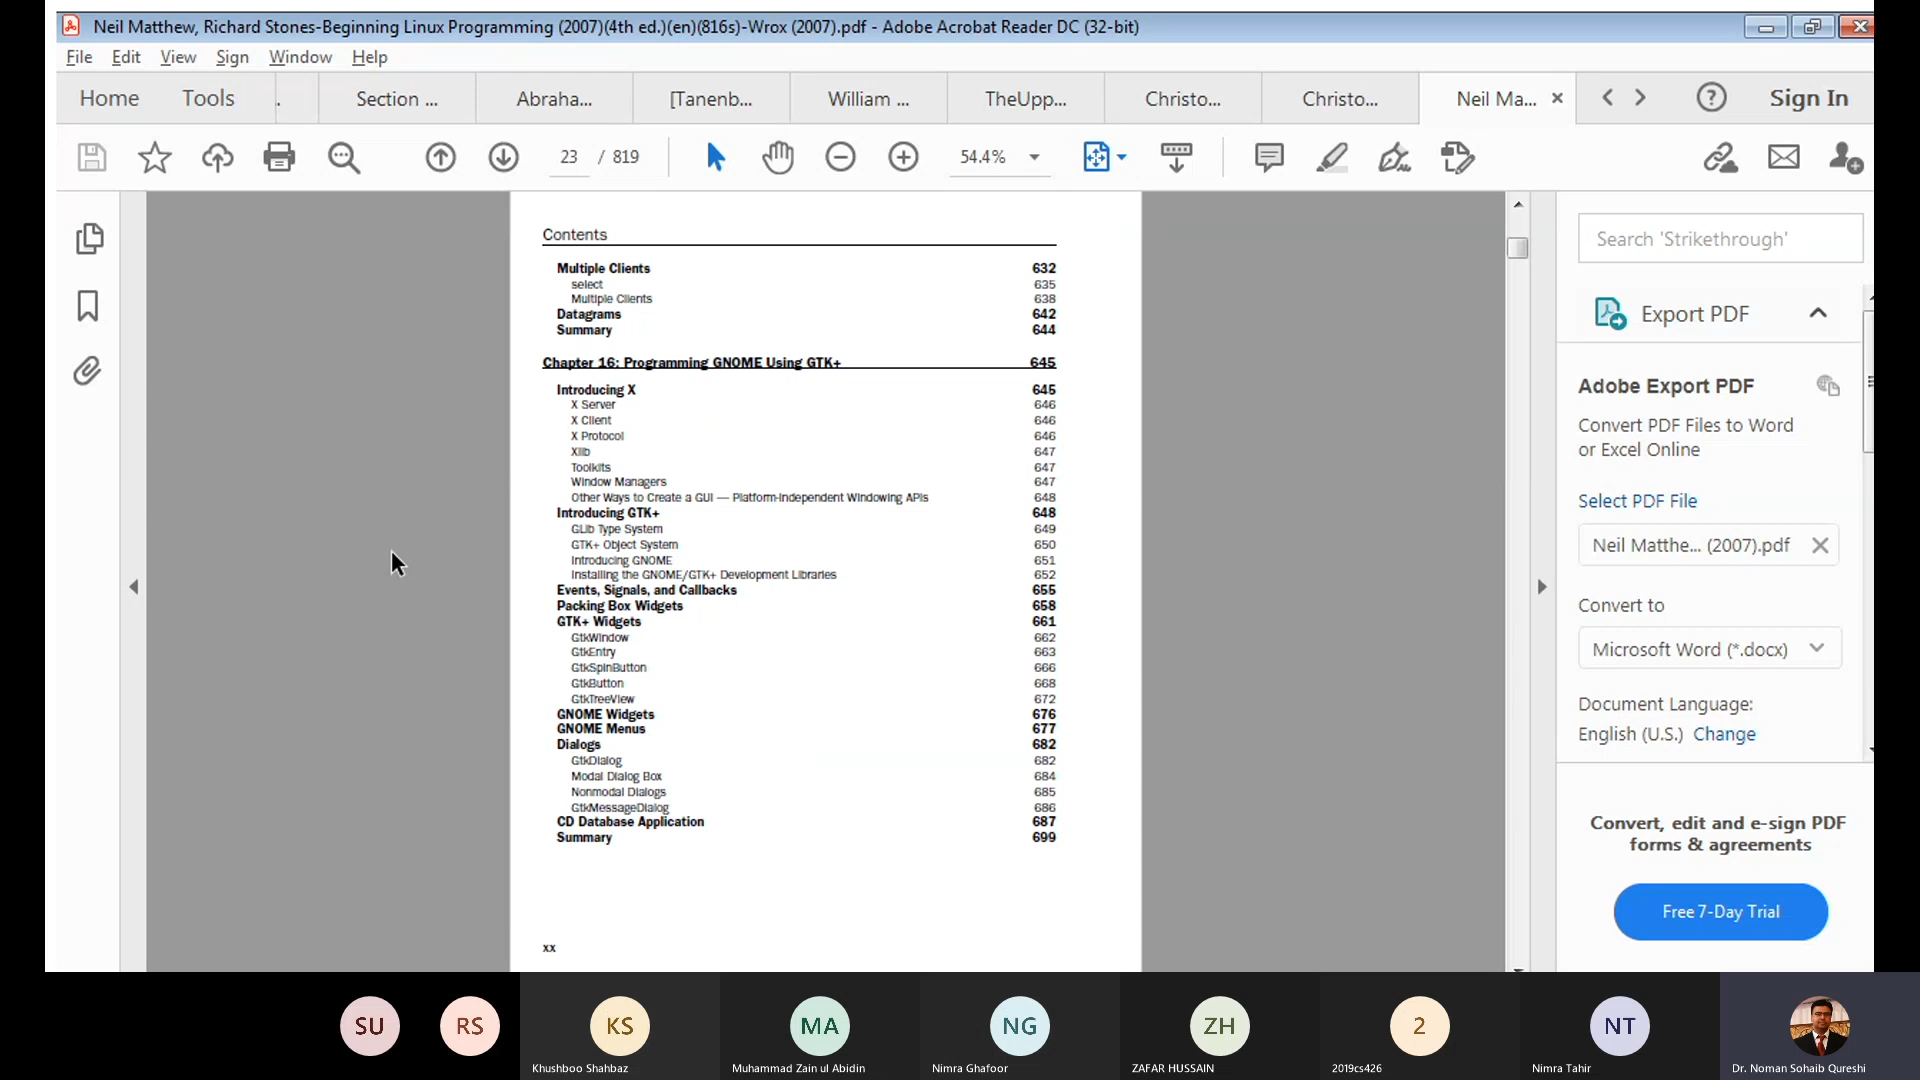 Neil Matthew, Richard Stones-Beginning Linux Programming (2007)(4th ed.)(en)(816s)-Wrox (2007).pdf - Adobe Acrobat Reader DC (32-bit)
File Edit View Sign Window Help
Home Tools . Section ... Abraha... [Tanenb... William ... TheUpp... Christo... Christo... Neil Ma... Sign In
23 / 819 54.4%
Contents
Multiple Clients 632
select 635
Multiple Clients 638
Datagrams 642
Summary 644
Chapter 16: Programming GNOME Using GTK+ 645
Introducing X 645
X Server 646
X Client 646
X Protocol 646
Xlib 647
Toolkits 647
Window Managers 647
Other Ways to Create a GUI — Platform-Independent Windowing APIs 648
Introducing GTK+ 648
GLib Type System 649
GTK+ Object System 650
Introducing GNOME 651
Installing the GNOME/GTK+ Development Libraries 652
Events, Signals, and Callbacks 655
Packing Box Widgets 658
GTK+ Widgets 661
GtkWindow 662
GtkEntry 663
GtkSpinButton 666
GtkButton 668
GtkTreeView 672
GNOME Widgets 676
GNOME Menus 677
Dialogs 682
GtkDialog 682
Modal Dialog Box 684
Nonmodal Dialogs 685
GtkMessageDialog 686
CD Database Application 687
Summary 699
xx
Search 'Strikethrough'
Export PDF
Adobe Export PDF
Convert PDF Files to Word
or Excel Online
Select PDF File
Neil Matthe... (2007).pdf
Convert to
Microsoft Word (*.docx)
Document Language:
English (U.S.) Change
Convert, edit and e-sign PDF
forms & agreements
Free 7-Day Trial
SU RS KS MA NG ZH 2 NT
Khushboo Shahbaz Muhammad Zain ul Abidin Nimra Ghafoor ZAFAR HUSSAIN 2019cs426 Nimra Tahir Dr. Noman Sohaib Qureshi